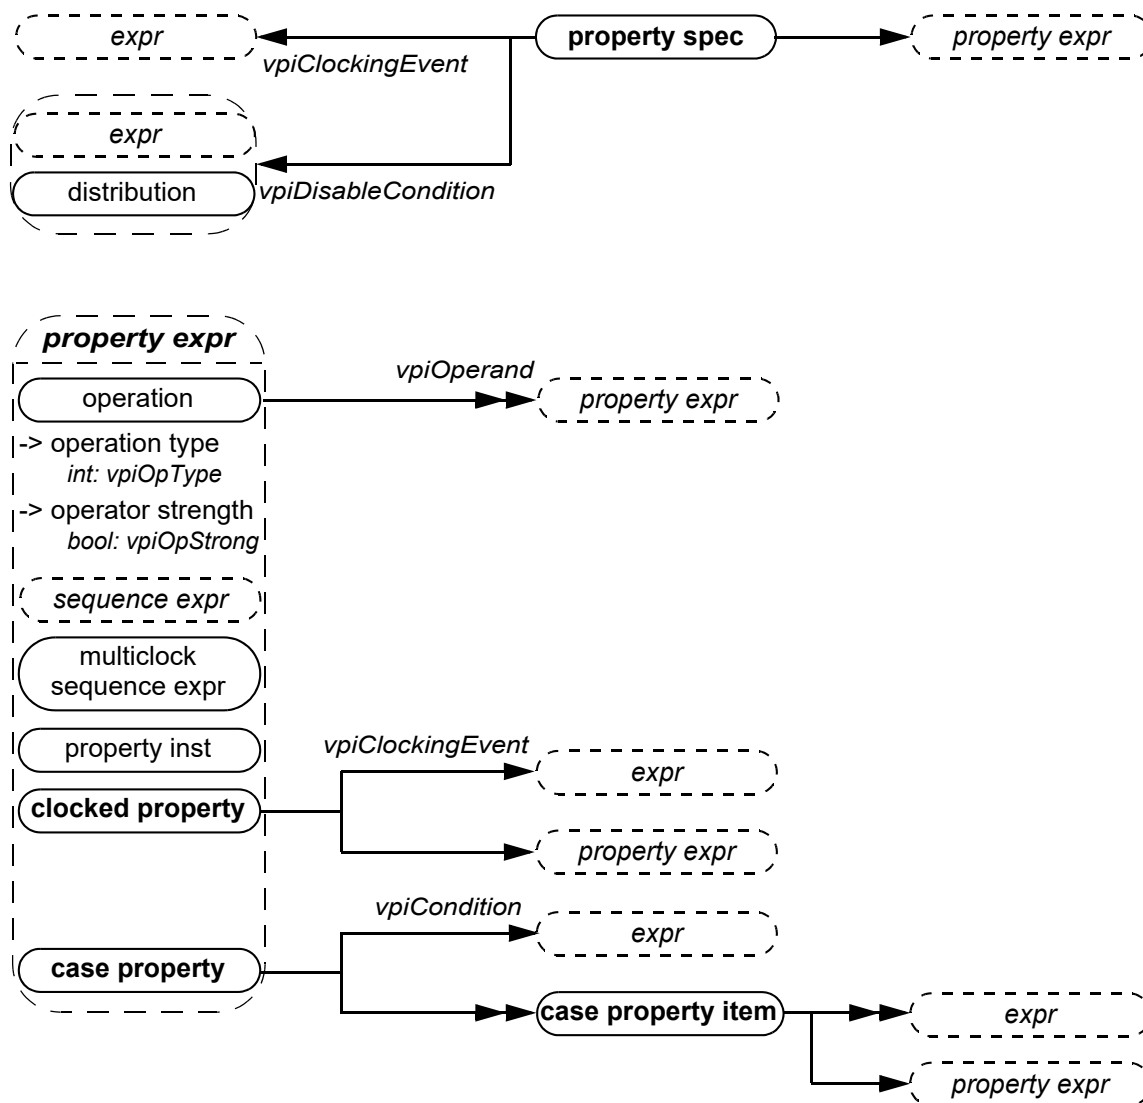 expr
property spec
property expr
vpiClockingEvent
expr
distribution
vpiDisableCondition
property expr
operation
vpiOperand
property expr
-> operation type
int: vpiOpType
-> operator strength
bool: vpiOpStrong
sequence expr
multiclock
sequence expr
property inst
vpiClockingEvent
expr
clocked property
property expr
vpiCondition
expr
case property
case property item
expr
property expr